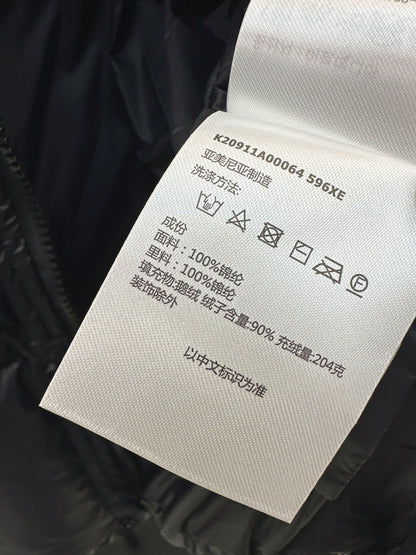 K20911A00064 596XE
亚美尼亚制造
洗涤方法:
成份
面料：100%锦纶
里料：100%锦纶
填充物:鹅绒 绒子含量:90% 充绒量:204克
装饰除外
以中文标识为准